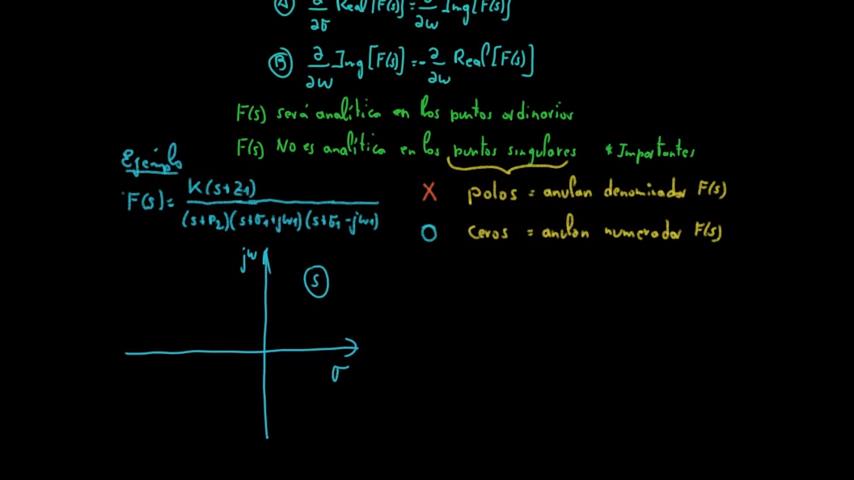 Ⓐ ∂/∂σ Real[F(s)] = ∂/∂w Img[F(s)]
Ⓑ ∂/∂w Img[F(s)] = - ∂/∂w Real[F(s)]
F(s) será analítica en los puntos ordinarios
F(s) No es analítica en los puntos singulares * Importantes
Ejemplo
F(s) = K(s+z1) / (s+p2)(s+σ1+jw1)(s+σ1-jw1)
X polos = anulan denominador F(s)
O ceros = anulan numerador F(s)
jw
s
σ